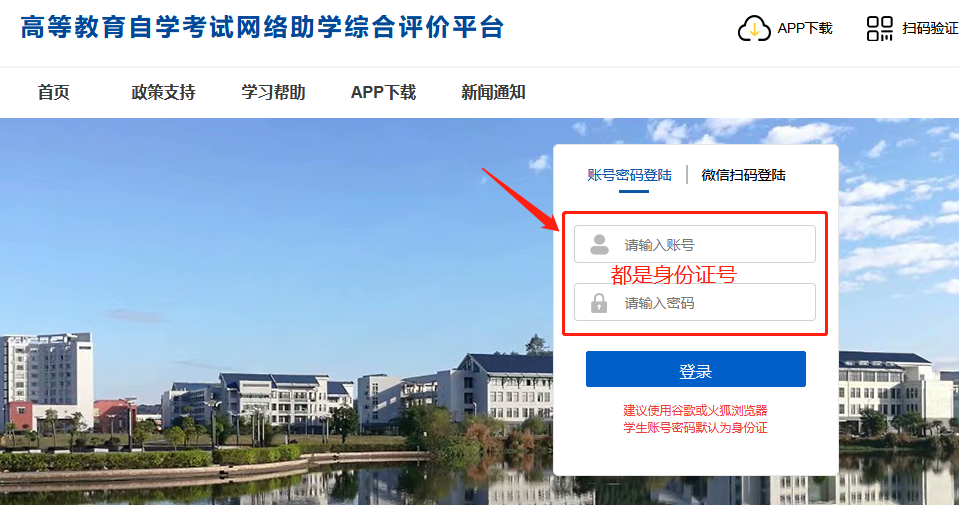 高等教育自学考试网络助学综合评价平台
APP下载
扫码验证
首页
政策支持
学习帮助
APP下载
新闻通知
账号密码登陆
微信扫码登陆
请输入账号
都是身份证号
请输入密码
登录
建议使用谷歌或火狐浏览器
学生账号密码默认为身份证